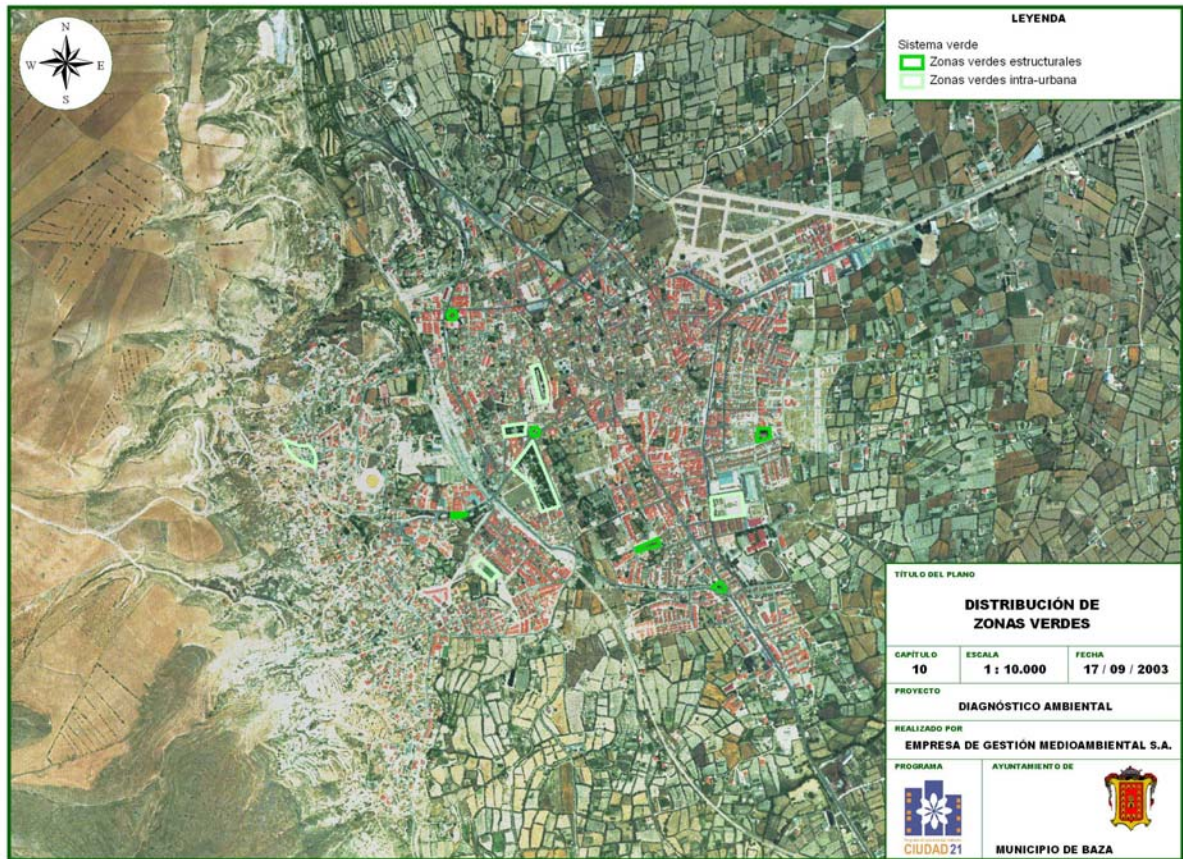 N
W E
S
LEYENDA
Sistema verde
Zonas verdes estructurales
Zonas verdes intra-urbana
TÍTULO DEL PLANO
DISTRIBUCIÓN DE
ZONAS VERDES
CAPÍTULO
10
ESCALA
1 : 10.000
FECHA
17 / 09 / 2003
PROYECTO
DIAGNÓSTICO AMBIENTAL
REALIZADO POR
EMPRESA DE GESTIÓN MEDIOAMBIENTAL S.A.
PROGRAMA
CIUDAD 21
AYUNTAMIENTO DE
MUNICIPIO DE BAZA